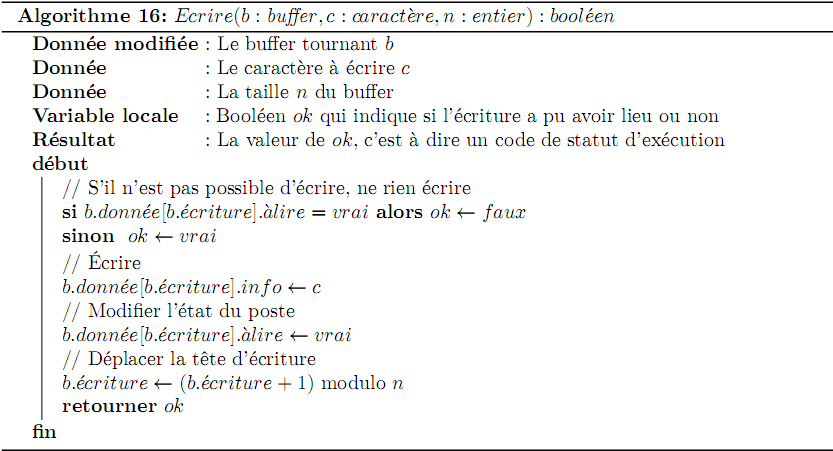 Algorithme 16: Ecrire(b : buffer, c : caractère, n : entier) : booléen
Donnée modifiée : Le buffer tournant b
Donnée : Le caractère à écrire c
Donnée : La taille n du buffer
Variable locale : Booléen ok qui indique si l'écriture a pu avoir lieu ou non
Résultat : La valeur de ok, c'est à dire un code de statut d'exécution
début
// S'il n'est pas possible d'écrire, ne rien écrire
si b.donnée[b.écriture].àlire = vrai alors ok ← faux
sinon ok ← vrai
// Écrire
b.donnée[b.écriture].info ← c
// Modifier l'état du poste
b.donnée[b.écriture].àlire ← vrai
// Déplacer la tête d'écriture
b.écriture ← (b.écriture + 1) modulo n
retourner ok
fin